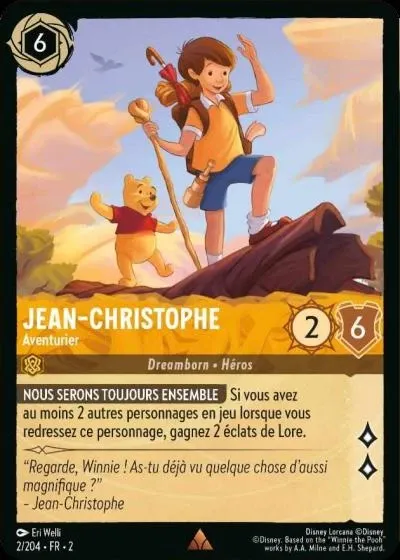 6
JEAN-CHRISTOPHE
Aventurier
2
6
Dreamborn • Héros
NOUS SERONS TOUJOURS ENSEMBLE Si vous avez
au moins 2 autres personnages en jeu lorsque vous
redressez ce personnage, gagnez 2 éclats de Lore.
“Regarde, Winnie ! As-tu déjà vu quelque chose d’aussi
magnifique ?”
- Jean-Christophe
Eri Welli
2/204 • FR • 2
Disney Lorcana ©Disney
©Disney. Based on the “Winnie the Pooh”
works by A.A. Milne and E.H. Shepard.